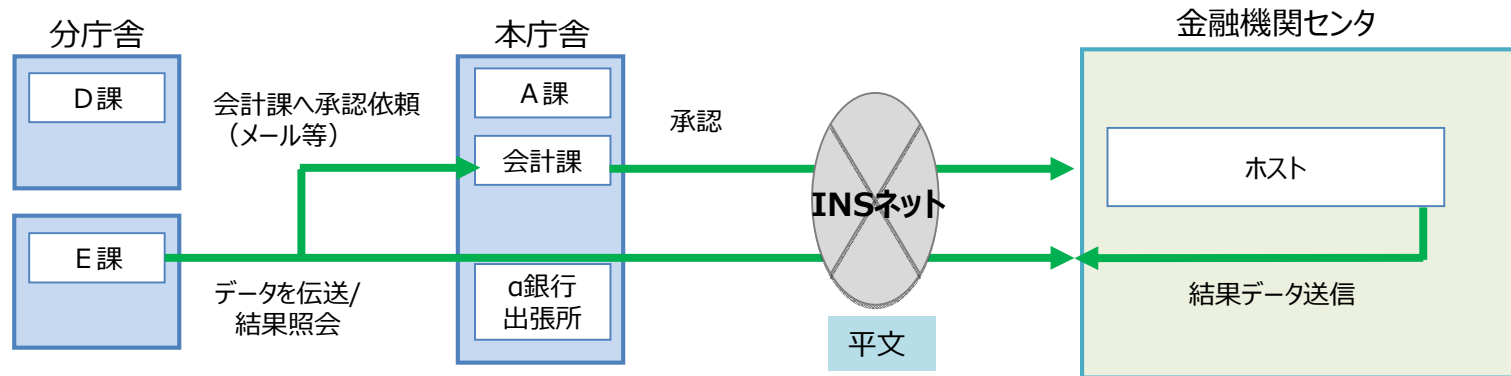 分庁舎
本庁舎
金融機関センタ
D課
会計課へ承認依頼
（メール等）
A課
会計課
承認
INSネット
ホスト
E課
データを伝送/
結果照会
α銀行
出張所
平文
結果データ送信